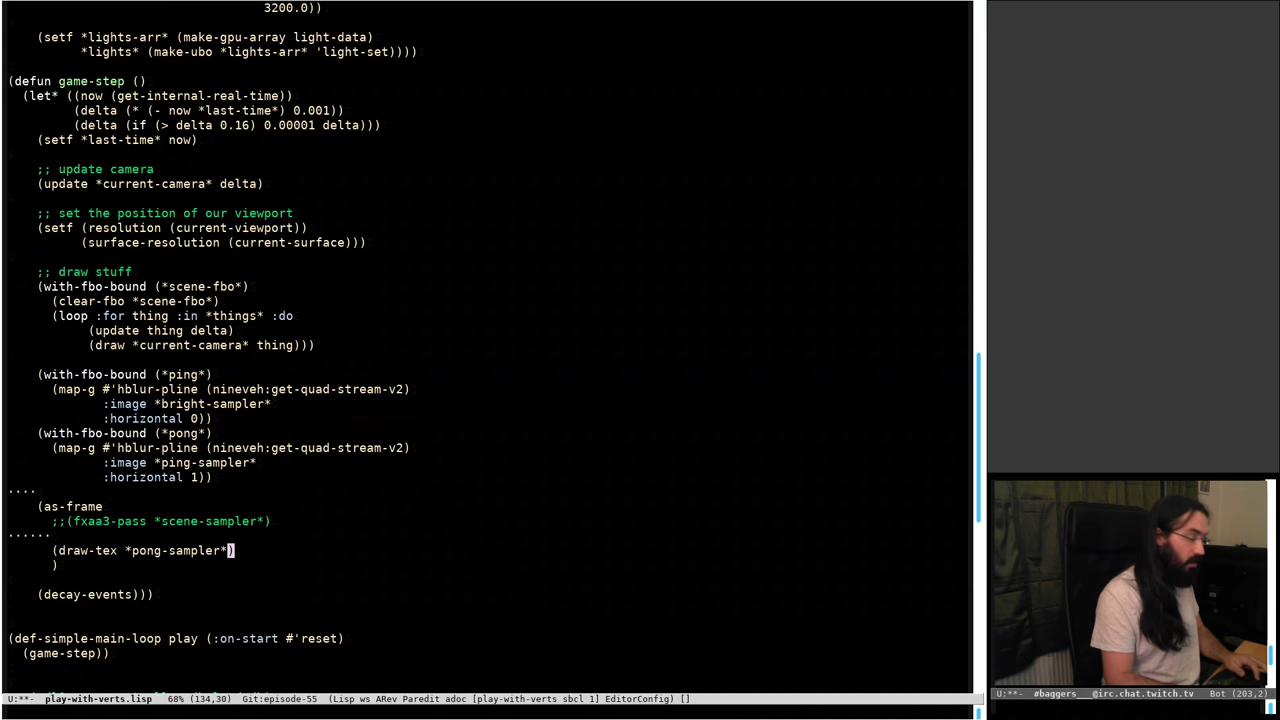 3200.0))
(setf *lights-arr* (make-gpu-array light-data)
*lights* (make-ubo *lights-arr* 'light-set))))
(defun game-step ()
(let* ((now (get-internal-real-time))
(delta (* (- now *last-time*) 0.001))
(delta (if (> delta 0.16) 0.00001 delta)))
(setf *last-time* now)
;; update camera
(update *current-camera* delta)
;; set the position of our viewport
(setf (resolution (current-viewport))
(surface-resolution (current-surface)))
;; draw stuff
(with-fbo-bound (*scene-fbo*)
(clear-fbo *scene-fbo*)
(loop :for thing :in *things* :do
(update thing delta)
(draw *current-camera* thing)))
(with-fbo-bound (*ping*)
(map-g #'hblur-pline (nineveh:get-quad-stream-v2)
:image *bright-sampler*
:horizontal 0))
(with-fbo-bound (*pong*)
(map-g #'hblur-pline (nineveh:get-quad-stream-v2)
:image *ping-sampler*
:horizontal 1))
····
(as-frame
;;(fxaa3-pass *scene-sampler*)
······
(draw-tex *pong-sampler*)
)
(decay-events)))
(def-simple-main-loop play (:on-start #'reset)
(game-step))
U:**-  play-with-verts.lisp   68% (134,30)  Git:episode-55  (Lisp ws ARev Paredit adoc [play-with-verts sbcl 1] EditorConfig) []
U:**-  #baggers  __@irc.chat.twitch.tv  Bot (203,2)